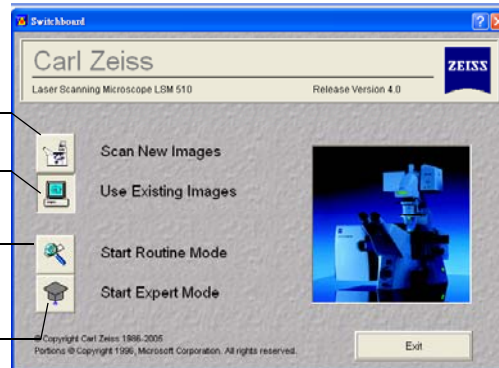 Switchboard
Carl Zeiss
ZEISS
Laser Scanning Microscope LSM 510 Release Version 4.0
Scan New Images
Use Existing Images
Start Routine Mode
Start Expert Mode
© Copyright Carl Zeiss 1986-2005
Portions © Copyright 1996, Microsoft Corporation. All rights reserved.
Exit